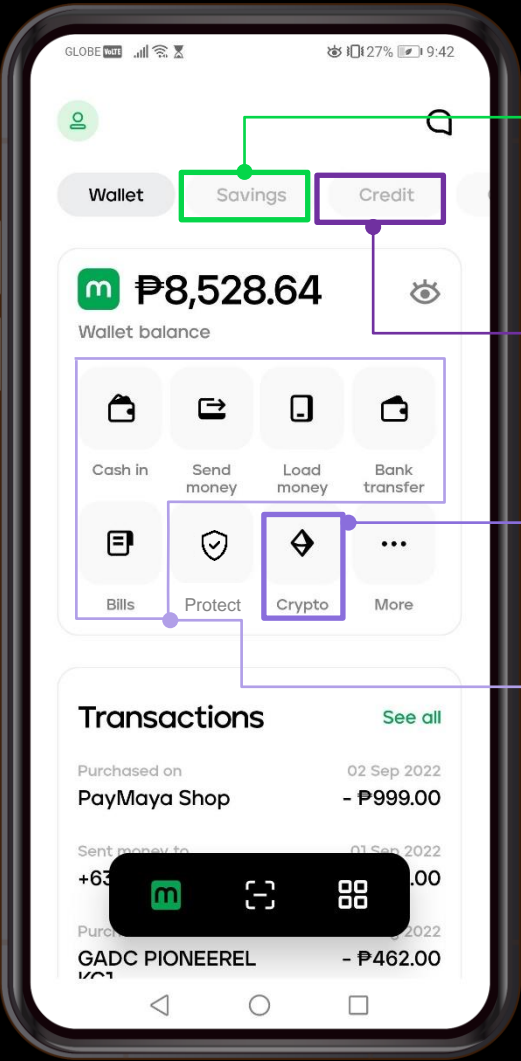 GLOBE VoLTE 27% 9:42
Wallet Savings Credit
m ₱8,528.64
Wallet balance
Cash in Send money Load money Bank transfer
Bills Protect Crypto More
Transactions See all
Purchased on 02 Sep 2022
PayMaya Shop - ₱999.00
Sent money to 01 Sep 2022
+63 .00
m
2022
GADC PIONEEREL - ₱462.00